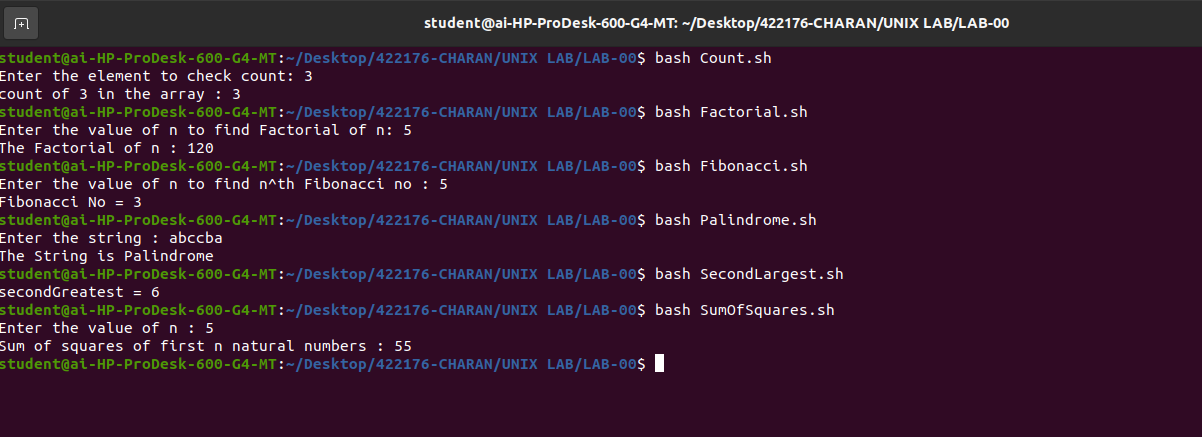 student@ai-HP-ProDesk-600-G4-MT: ~/Desktop/422176-CHARAN/UNIX LAB/LAB-00
student@ai-HP-ProDesk-600-G4-MT:~/Desktop/422176-CHARAN/UNIX LAB/LAB-00$ bash Count.sh
Enter the element to check count: 3
count of 3 in the array : 3
student@ai-HP-ProDesk-600-G4-MT:~/Desktop/422176-CHARAN/UNIX LAB/LAB-00$ bash Factorial.sh
Enter the value of n to find Factorial of n: 5
The Factorial of n : 120
student@ai-HP-ProDesk-600-G4-MT:~/Desktop/422176-CHARAN/UNIX LAB/LAB-00$ bash Fibonacci.sh
Enter the value of n to find n^th Fibonacci no : 5
Fibonacci No = 3
student@ai-HP-ProDesk-600-G4-MT:~/Desktop/422176-CHARAN/UNIX LAB/LAB-00$ bash Palindrome.sh
Enter the string : abccba
The String is Palindrome
student@ai-HP-ProDesk-600-G4-MT:~/Desktop/422176-CHARAN/UNIX LAB/LAB-00$ bash SecondLargest.sh
secondGreatest = 6
student@ai-HP-ProDesk-600-G4-MT:~/Desktop/422176-CHARAN/UNIX LAB/LAB-00$ bash SumOfSquares.sh
Enter the value of n : 5
Sum of squares of first n natural numbers : 55
student@ai-HP-ProDesk-600-G4-MT:~/Desktop/422176-CHARAN/UNIX LAB/LAB-00$